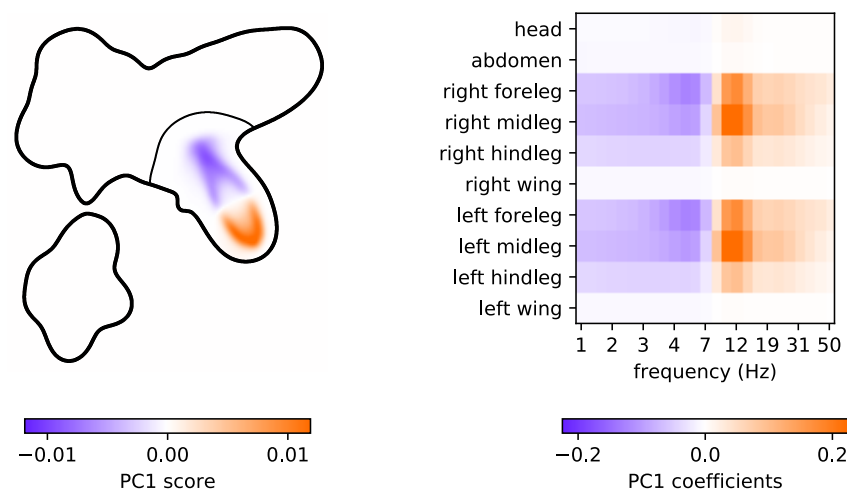 head
abdomen
right foreleg
right midleg
right hindleg
right wing
left foreleg
left midleg
left hindleg
left wing
1 2 3 4 7 12 19 31 50
frequency (Hz)
−0.01 0.00 0.01
PC1 score
−0.2 0.0 0.2
PC1 coefficients